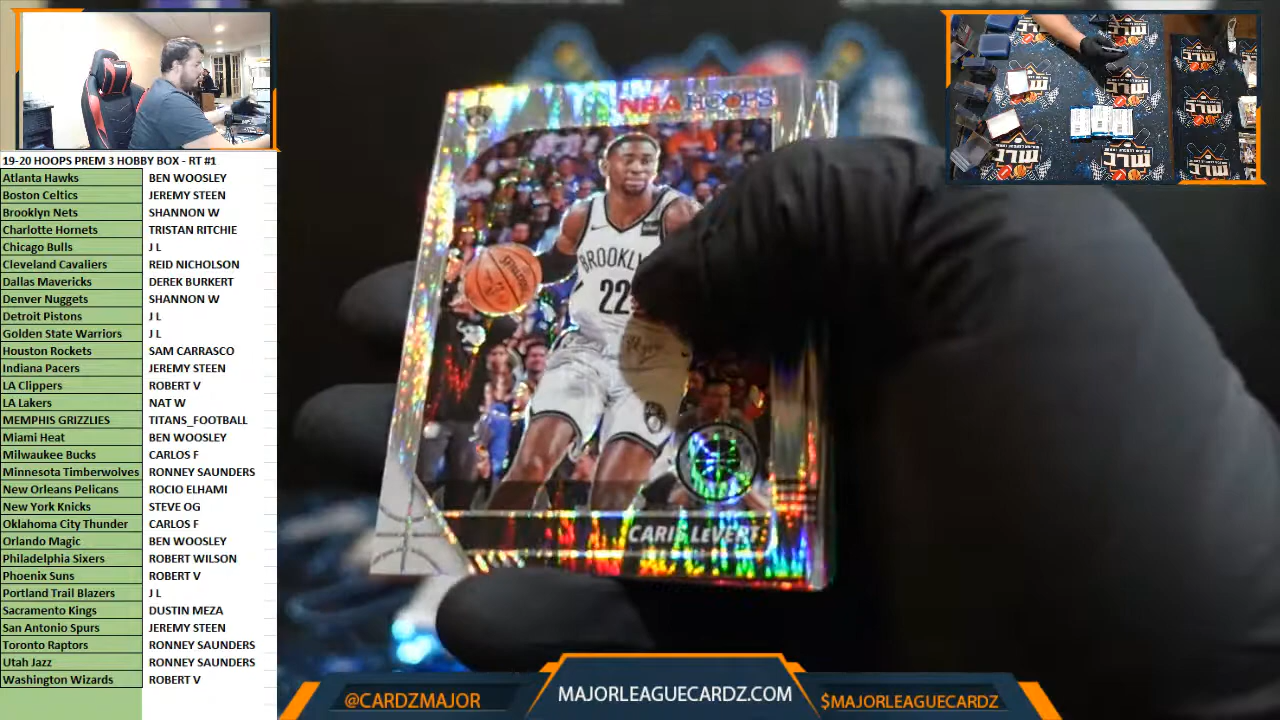 19-20 HOOPS PREM 3 HOBBY BOX - RT #1
Atlanta Hawks BEN WOOSLEY
Boston Celtics JEREMY STEEN
Brooklyn Nets SHANNON W
Charlotte Hornets TRISTAN RITCHIE
Chicago Bulls J L
Cleveland Cavaliers REID NICHOLSON
Dallas Mavericks DEREK BURKERT
Denver Nuggets SHANNON W
Detroit Pistons J L
Golden State Warriors J L
Houston Rockets SAM CARRASCO
Indiana Pacers JEREMY STEEN
LA Clippers ROBERT V
LA Lakers NAT W
MEMPHIS GRIZZLIES TITANS_FOOTBALL
Miami Heat BEN WOOSLEY
Milwaukee Bucks CARLOS F
Minnesota Timberwolves RONNEY SAUNDERS
New Orleans Pelicans ROCIO ELHAMI
New York Knicks STEVE OG
Oklahoma City Thunder CARLOS F
Orlando Magic BEN WOOSLEY
Philadelphia Sixers ROBERT WILSON
Phoenix Suns ROBERT V
Portland Trail Blazers J L
Sacramento Kings DUSTIN MEZA
San Antonio Spurs JEREMY STEEN
Toronto Raptors RONNEY SAUNDERS
Utah Jazz RONNEY SAUNDERS
Washington Wizards ROBERT V
NBA HOOPS
SPALDING
BROOKLY
22
CARIS LEVERT
@CARDZMAJOR
MAJORLEAGUECARDZ.COM
$MAJORLEAGUECARDZ